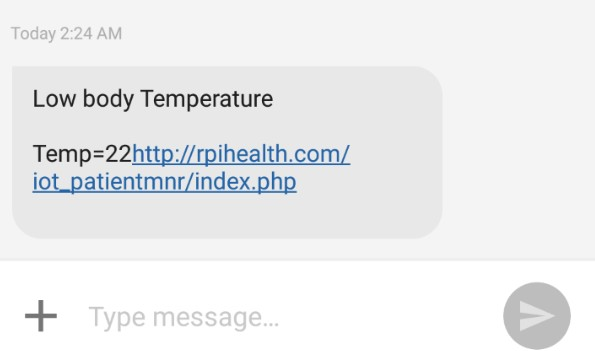 Today 2:24 AM
Low body Temperature
Temp=22http://rpihealth.com/
iot_patientmnr/index.php
Type message...